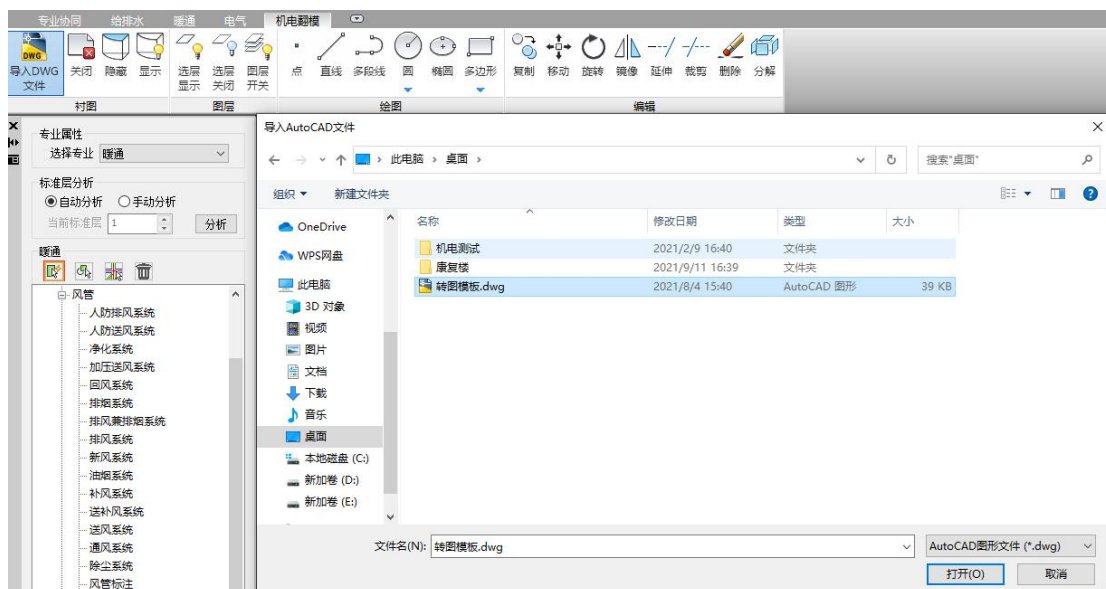 专业协同 给排水 暖通 电气 机电翻模
DWG
导入DWG 关闭 隐藏 显示 选层 选层 图层 点 直线 多段线 圆 椭圆 多边形 复制 移动 旋转 镜像 延伸 裁剪 删除 分解
文件 显示 关闭 开关
衬图 图层 绘图 编辑
专业属性
选择专业 暖通
标准层分析
自动分析 手动分析
当前标准层 1 分析
暖通
风管
人防排风系统
人防送风系统
净化系统
加压送风系统
回风系统
排烟系统
排风兼排烟系统
排风系统
新风系统
油烟系统
补风系统
送补风系统
送风系统
通风系统
除尘系统
风管标注
导入AutoCAD文件
此电脑 › 桌面 ›
搜索"桌面"
组织 新建文件夹
OneDrive
WPS网盘
此电脑
3D 对象
视频
图片
文档
下载
音乐
桌面
本地磁盘 (C:)
新加卷 (D:)
新加卷 (E:)
名称 修改日期 类型 大小
机电测试 2021/2/9 16:40 文件夹
康复楼 2021/9/11 16:39 文件夹
转图模板.dwg 2021/8/4 15:40 AutoCAD 图形 39 KB
文件名(N): 转图模板.dwg AutoCAD图形文件 (*.dwg)
打开(O) 取消